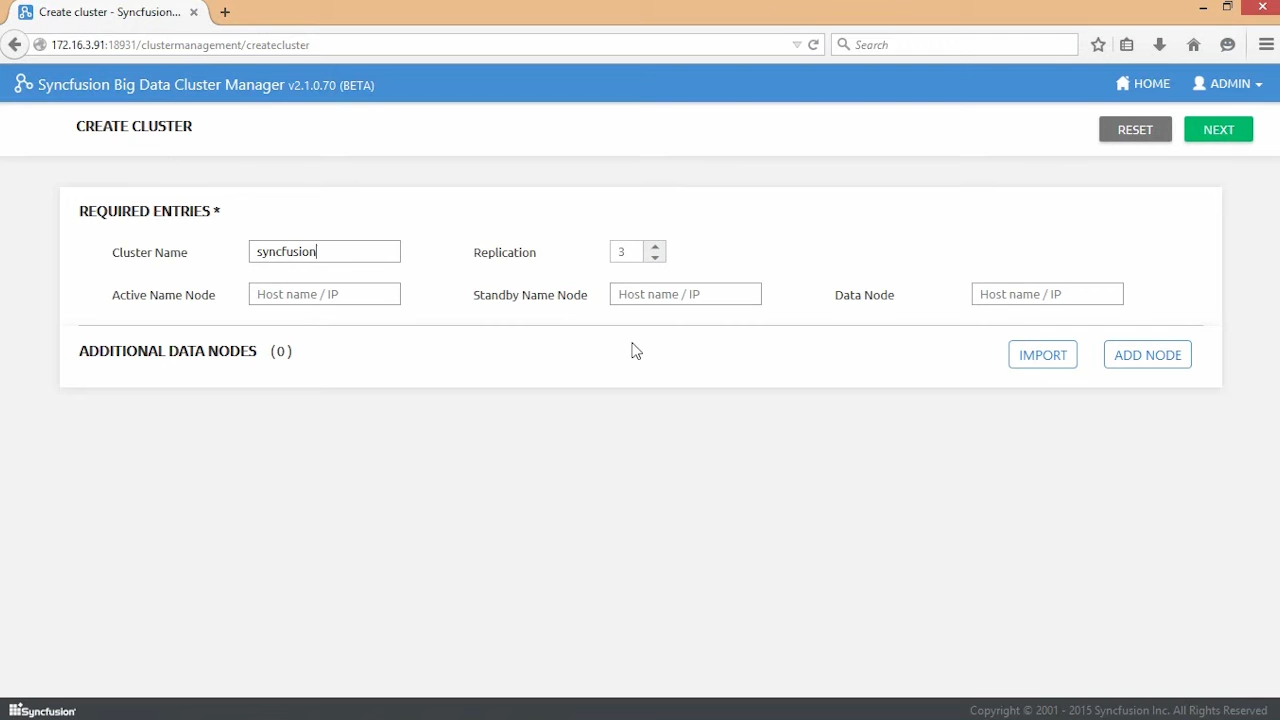 Create cluster - Syncfusion...
172.16.3.91:18931/clustermanagement/createcluster
Search
Syncfusion Big Data Cluster Manager v2.1.0.70 (BETA)
HOME
ADMIN
CREATE CLUSTER
RESET
NEXT
REQUIRED ENTRIES *
Cluster Name
syncfusion
Replication
3
Active Name Node
Host name / IP
Standby Name Node
Host name / IP
Data Node
Host name / IP
ADDITIONAL DATA NODES (0)
IMPORT
ADD NODE
Syncfusion
Copyright © 2001 - 2015 Syncfusion Inc. All Rights Reserved